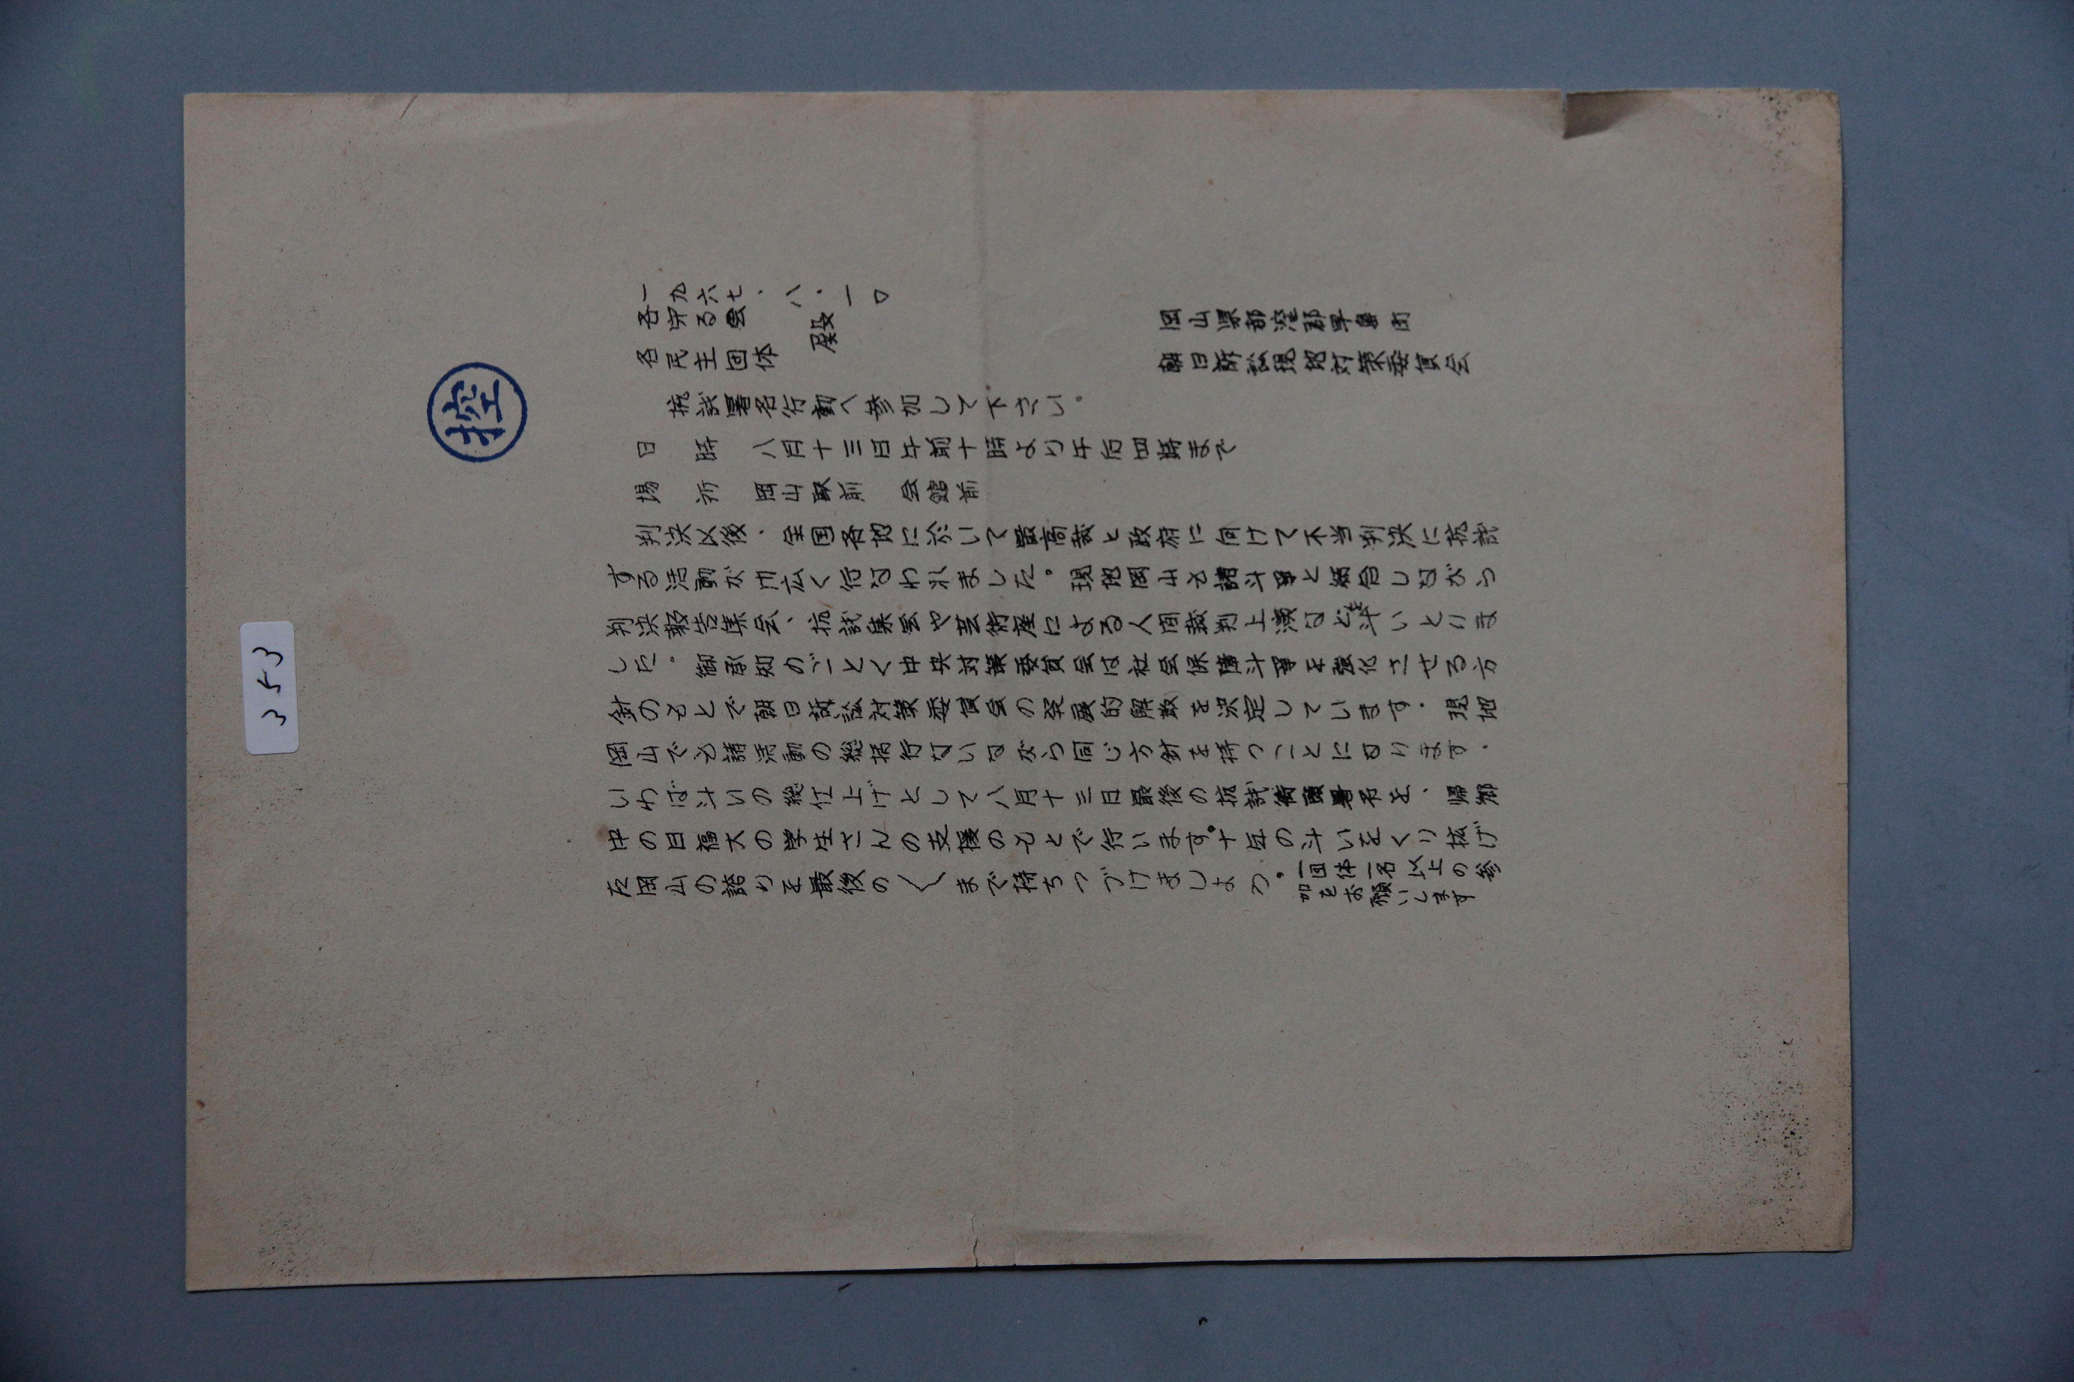 控
3553
一九六七、八・一〇
各守る会
各民主団体
殿
岡山県都窪郡早島町
朝日訴訟現地対策委員会
抗議署名行動へ参加して下さい。
日 時 八月十三日午前十時より午后四時まで
場 所 岡山駅前 会館前
判決以後、全国各地に於いて最高裁と政府に向けて不当判決に抗議
する活動が巾広く行なわれました。現地岡山も諸斗争と結合しながら
判決報告集会、抗議集会や芸術座による人間裁判上演などを斗いとりま
した。御承知のごとく中央対策委員会は社会保障斗争を強化させる方
針のもとで朝日訴訟対策委員会の発展的解散を決定しています。現地
岡山でも諸活動の総括行ないながら同じ方針を持つことになります、
いわば斗いの総仕上げとして八月十三日最後の抗議街頭署名を、帰郷
中の日福大の学生さんの支援のもとで行います。十年の斗いをくり拡げ
た岡山の誇りを最後の
まで持ちつづけましょう。
一団体一名以上の参
加をお願いします